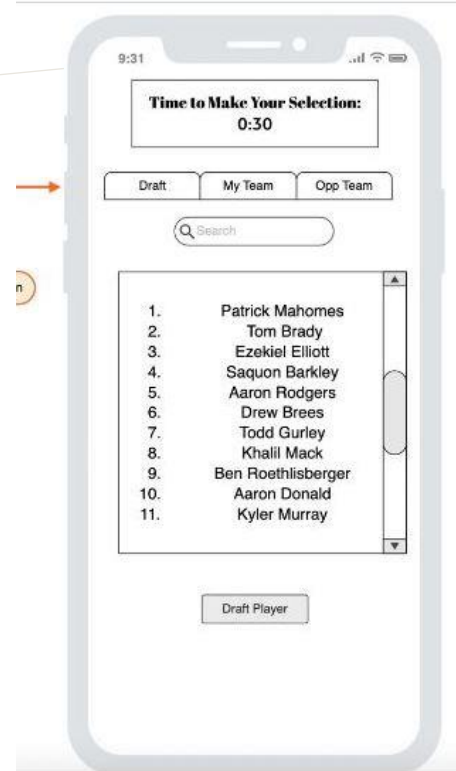 9:31
Time to Make Your Selection:
0:30
Draft My Team Opp Team
Search
n
1. Patrick Mahomes
2. Tom Brady
3. Ezekiel Elliott
4. Saquon Barkley
5. Aaron Rodgers
6. Drew Brees
7. Todd Gurley
8. Khalil Mack
9. Ben Roethlisberger
10. Aaron Donald
11. Kyler Murray
Draft Player